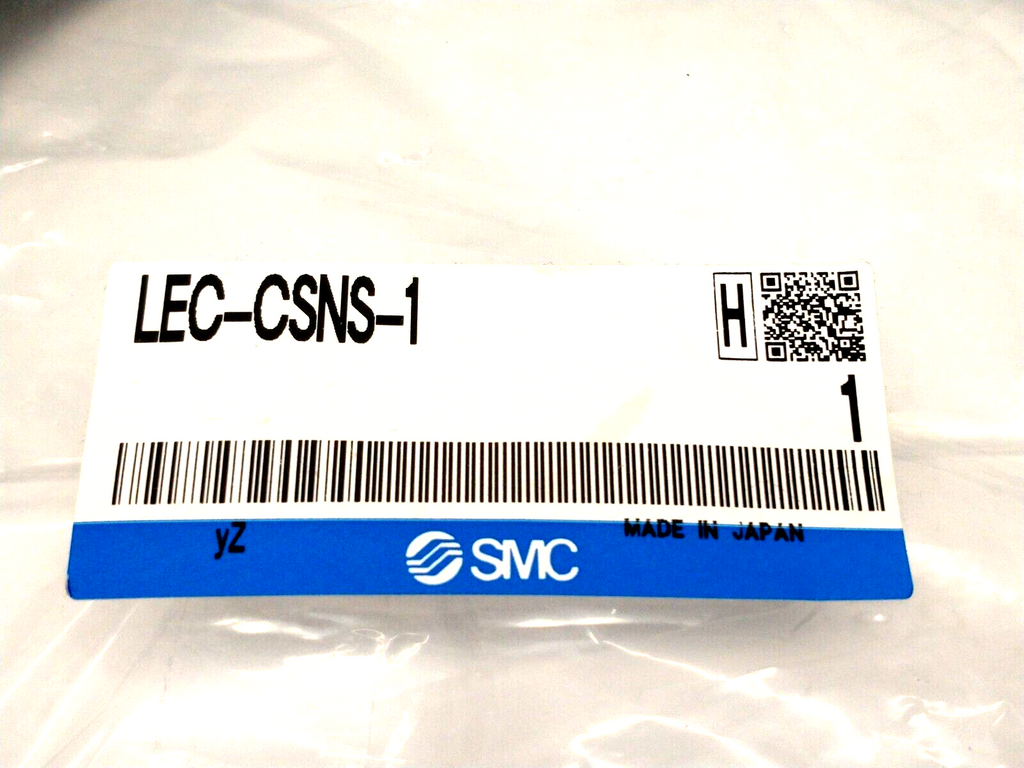 LEC-CSNS-1
H
1
yZ
SMC
MADE IN JAPAN